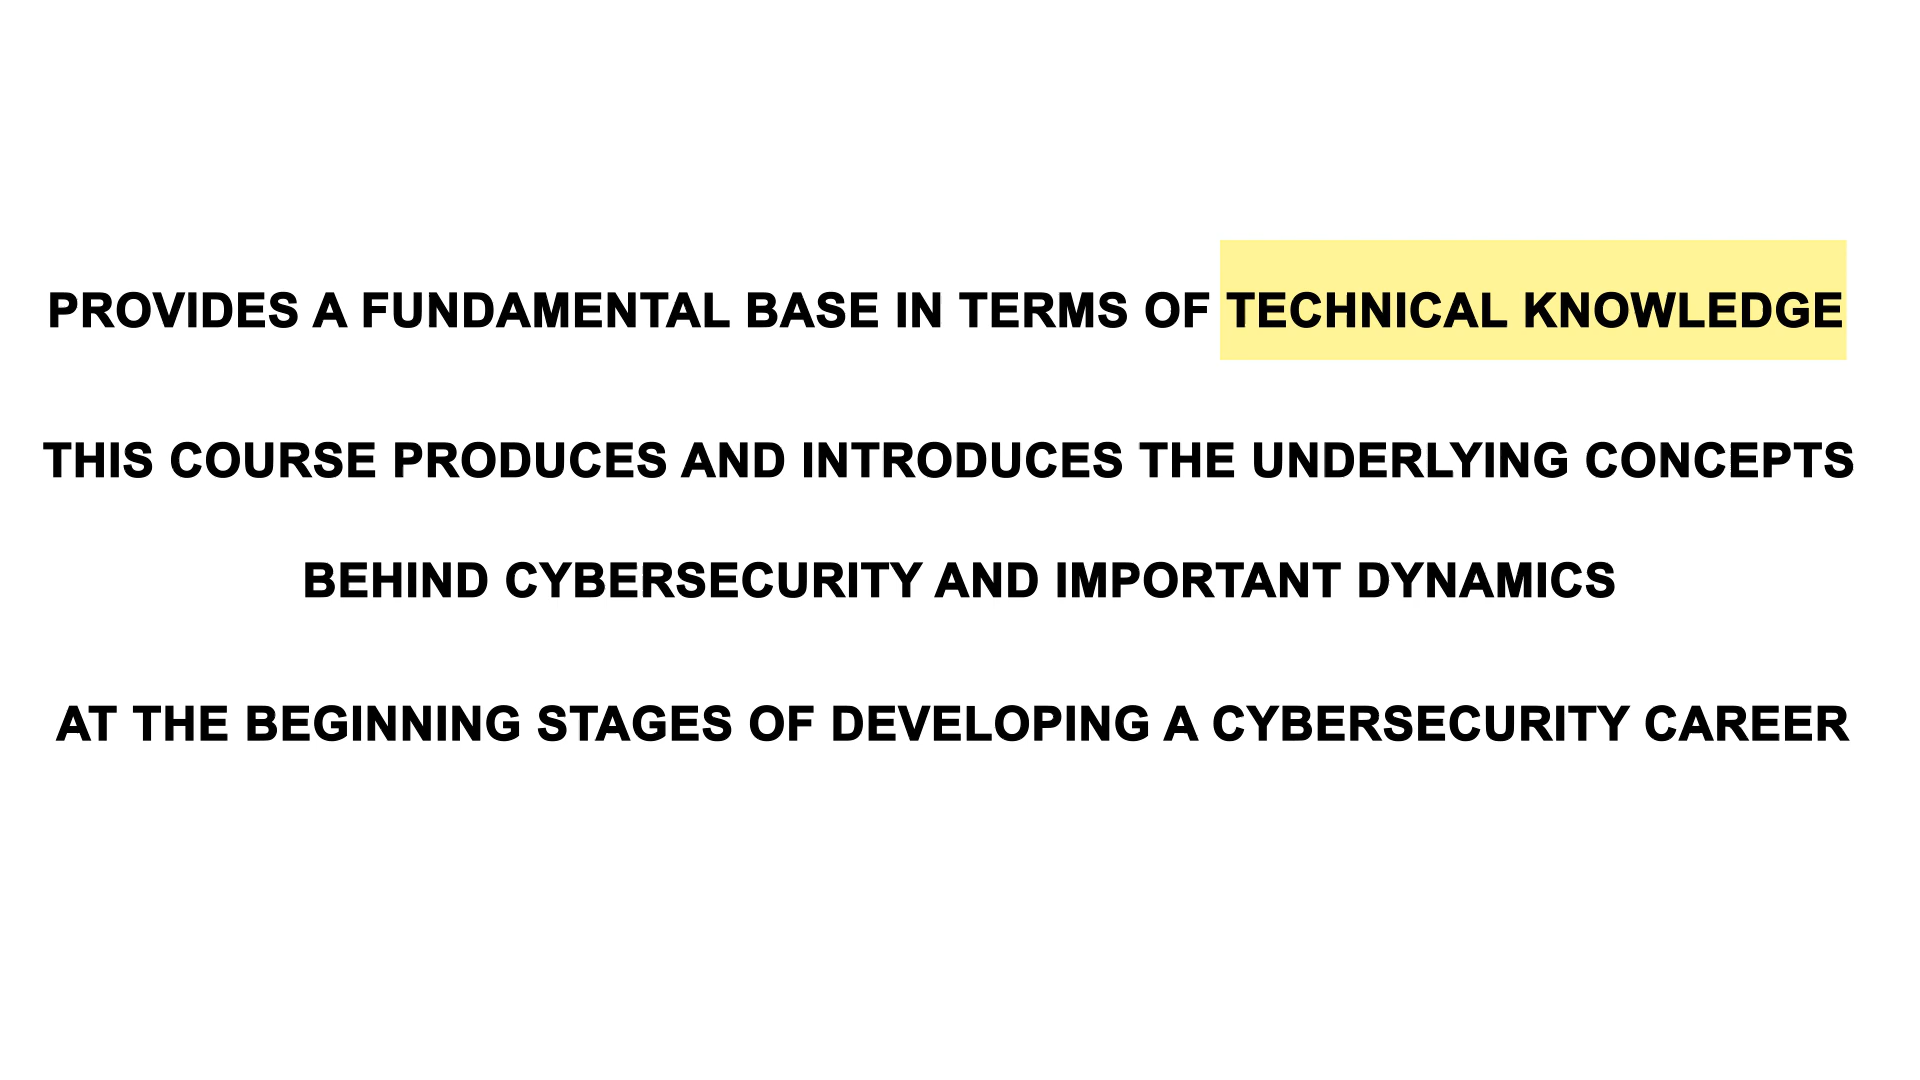 PROVIDES A FUNDAMENTAL BASE IN TERMS OF TECHNICAL KNOWLEDGE
THIS COURSE PRODUCES AND INTRODUCES THE UNDERLYING CONCEPTS
BEHIND CYBERSECURITY AND IMPORTANT DYNAMICS
AT THE BEGINNING STAGES OF DEVELOPING A CYBERSECURITY CAREER